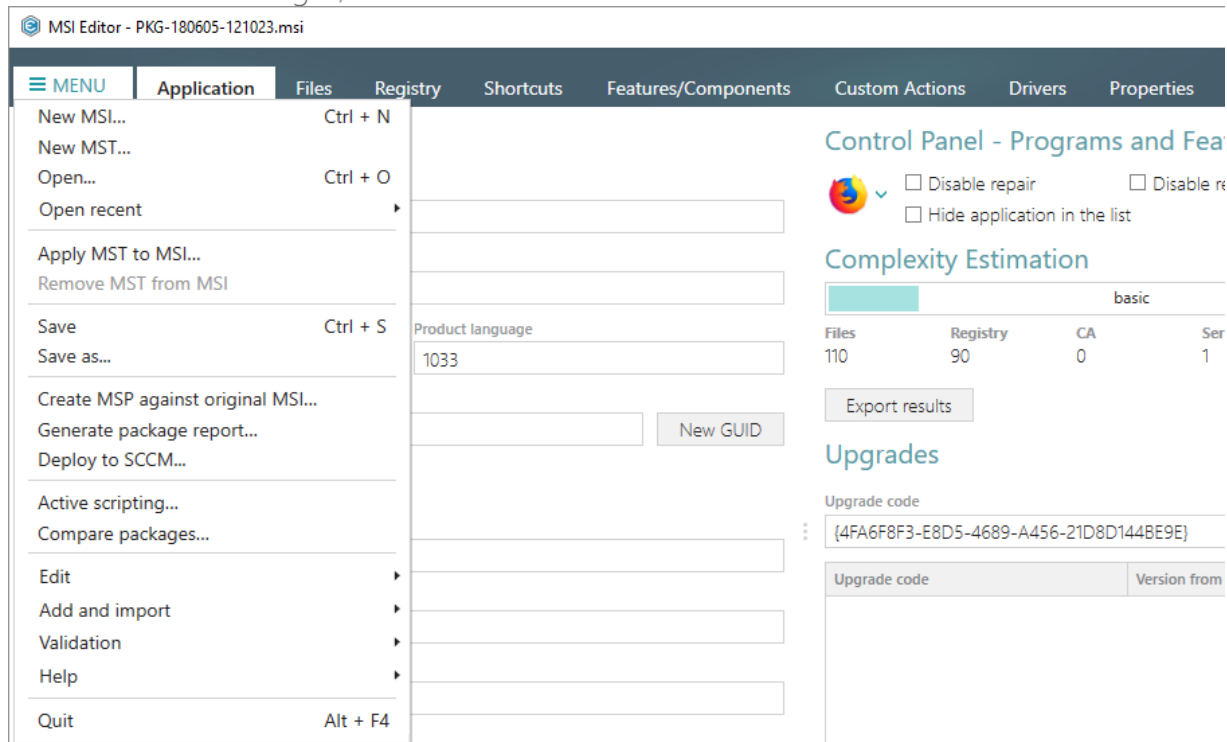 MSI Editor - PKG-180605-121023.msi
MENU Application Files Registry Shortcuts Features/Components Custom Actions Drivers Properties
New MSI... Ctrl + N
New MST...
Open... Ctrl + O
Open recent
Apply MST to MSI...
Remove MST from MSI
Save Ctrl + S
Save as...
Create MSP against original MSI...
Generate package report...
Deploy to SCCM...
Active scripting...
Compare packages...
Edit
Add and import
Validation
Help
Quit Alt + F4
Product language
1033
New GUID
Control Panel - Programs and Fea
Disable repair Disable re
Hide application in the list
Complexity Estimation
basic
Files Registry CA Ser
110 90 0 1
Export results
Upgrades
Upgrade code
{4FA6F8F3-E8D5-4689-A456-21D8D144BE9E}
Upgrade code Version from